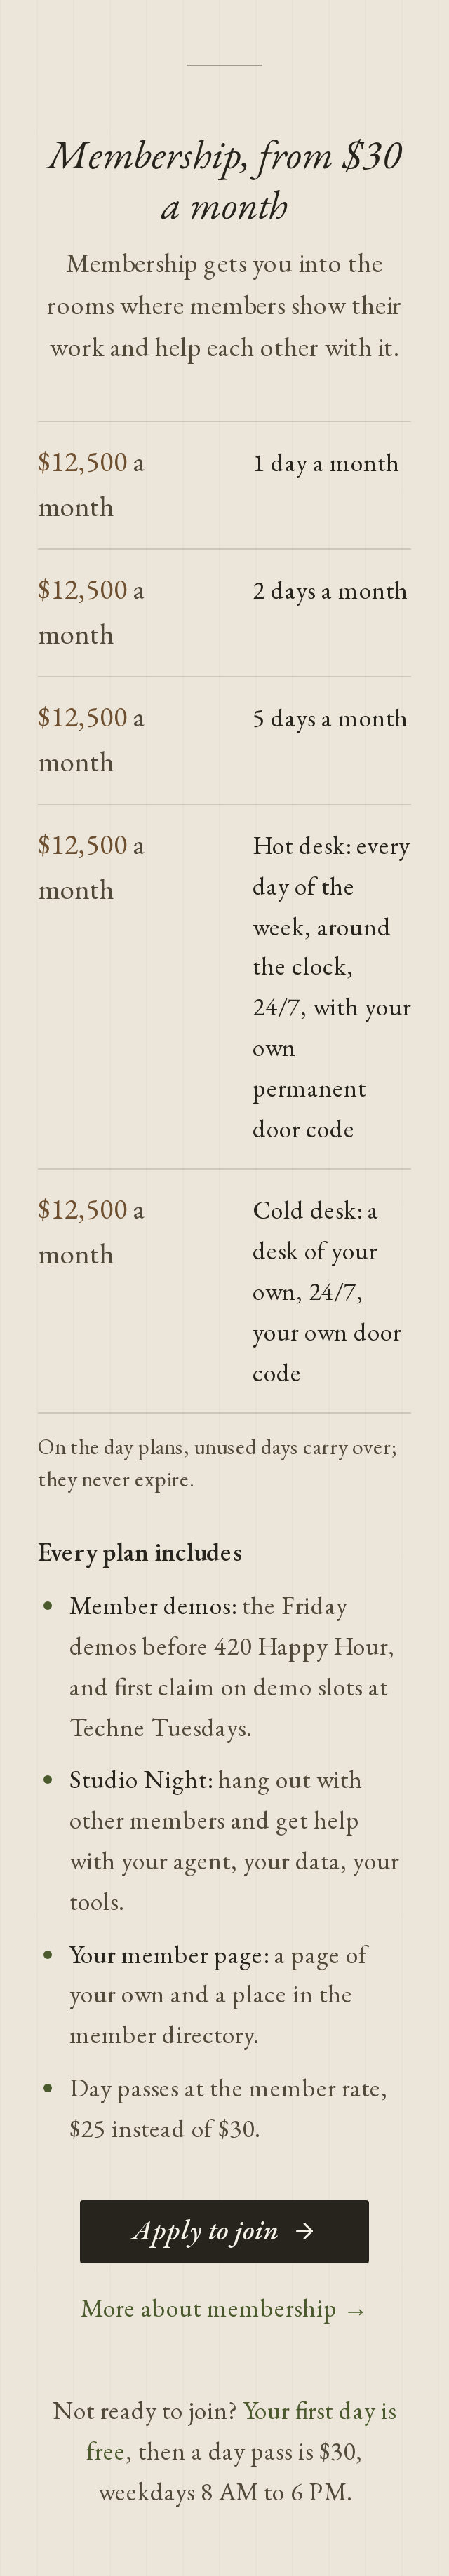 Membership, from $30
a month
Membership gets you into the
rooms where members show their
work and help each other with it.
$12,500 a
month
1 day a month
$12,500 a
month
2 days a month
$12,500 a
month
5 days a month
$12,500 a
month
Hot desk: every
day of the
week, around
the clock,
24/7, with your
own
permanent
door code
$12,500 a
month
Cold desk: a
desk of your
own, 24/7,
your own door
code
On the day plans, unused days carry over;
they never expire.
Every plan includes
Member demos: the Friday
demos before 420 Happy Hour,
and first claim on demo slots at
Techne Tuesdays.
Studio Night: hang out with
other members and get help
with your agent, your data, your
tools.
Your member page: a page of
your own and a place in the
member directory.
Day passes at the member rate,
$25 instead of $30.
Apply to join →
More about membership →
Not ready to join? Your first day is
free, then a day pass is $30,
weekdays 8 AM to 6 PM.